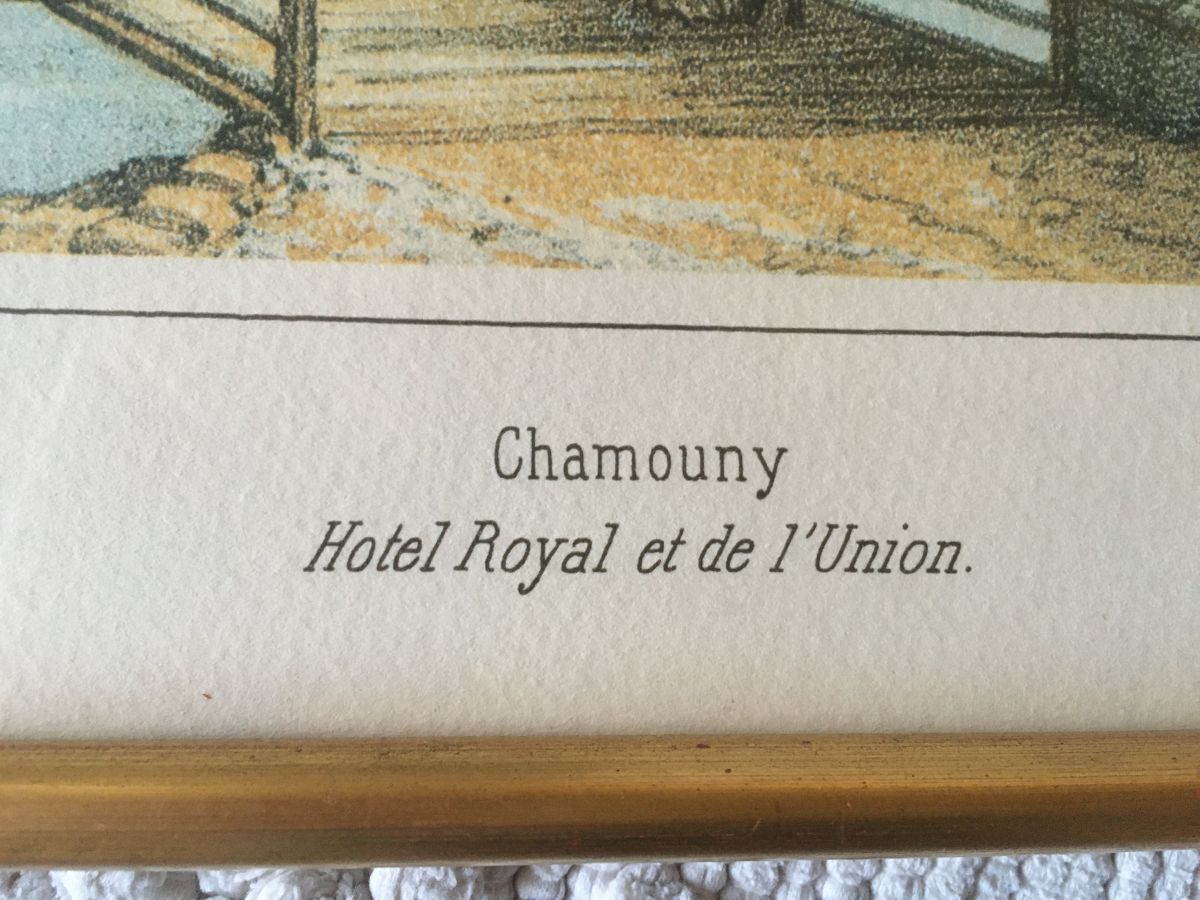 Chamouny
Hotel Royal et de l'Union.